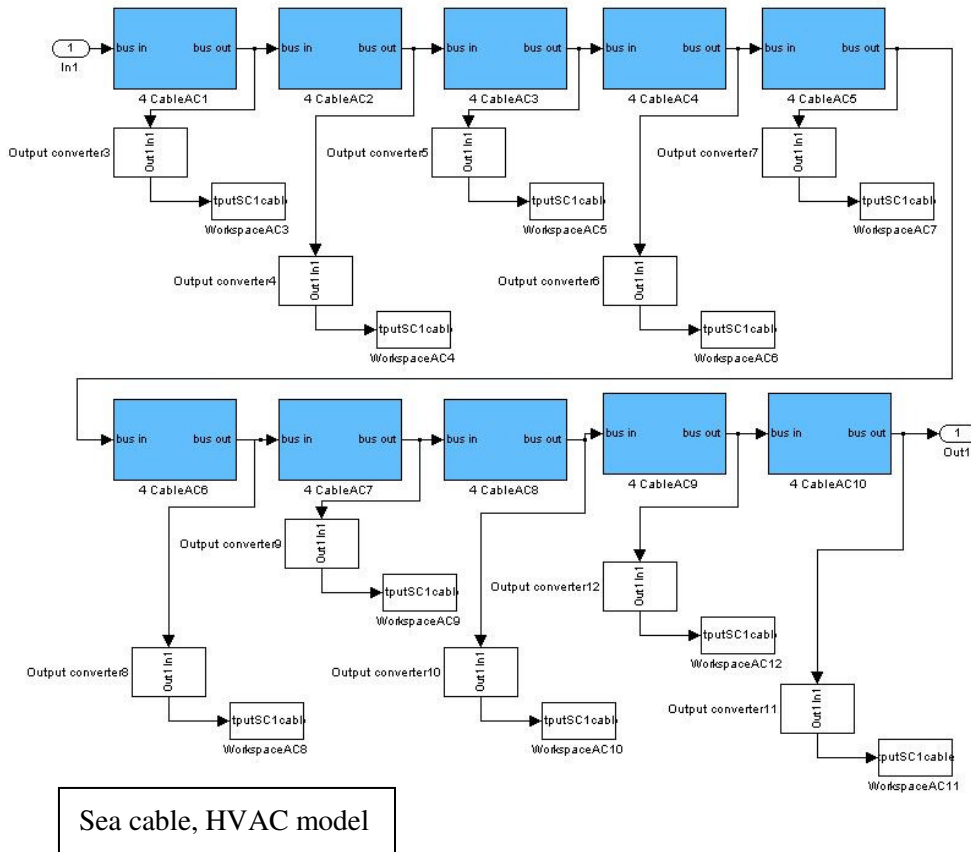 1
In1
bus in bus out
4 CableAC1
bus in bus out
4 CableAC2
bus in bus out
4 CableAC3
bus in bus out
4 CableAC4
bus in bus out
4 CableAC5
Output converter3
Out1 In1
tputSC1cabl
WorkspaceAC3
Output converter4
Out1 In1
tputSC1cabl
WorkspaceAC4
Output converter5
Out1 In1
tputSC1cabl
WorkspaceAC5
Output converter6
Out1 In1
tputSC1cabl
WorkspaceAC6
Output converter7
Out1 In1
tputSC1cabl
WorkspaceAC7
bus in bus out
4 CableAC6
bus in bus out
4 CableAC7
bus in bus out
4 CableAC8
bus in bus out
4 CableAC9
bus in bus out
4 CableAC10
1
Out1
Output converter8
Out1 In1
tputSC1cabl
WorkspaceAC8
Output converter9
Out1 In1
tputSC1cabl
WorkspaceAC9
Output converter10
Out1 In1
tputSC1cabl
WorkspaceAC10
Output converter12
Out1 In1
tputSC1cabl
WorkspaceAC12
Output converter11
Out1 In1
putSC1cable
WorkspaceAC11
Sea cable, HVAC model